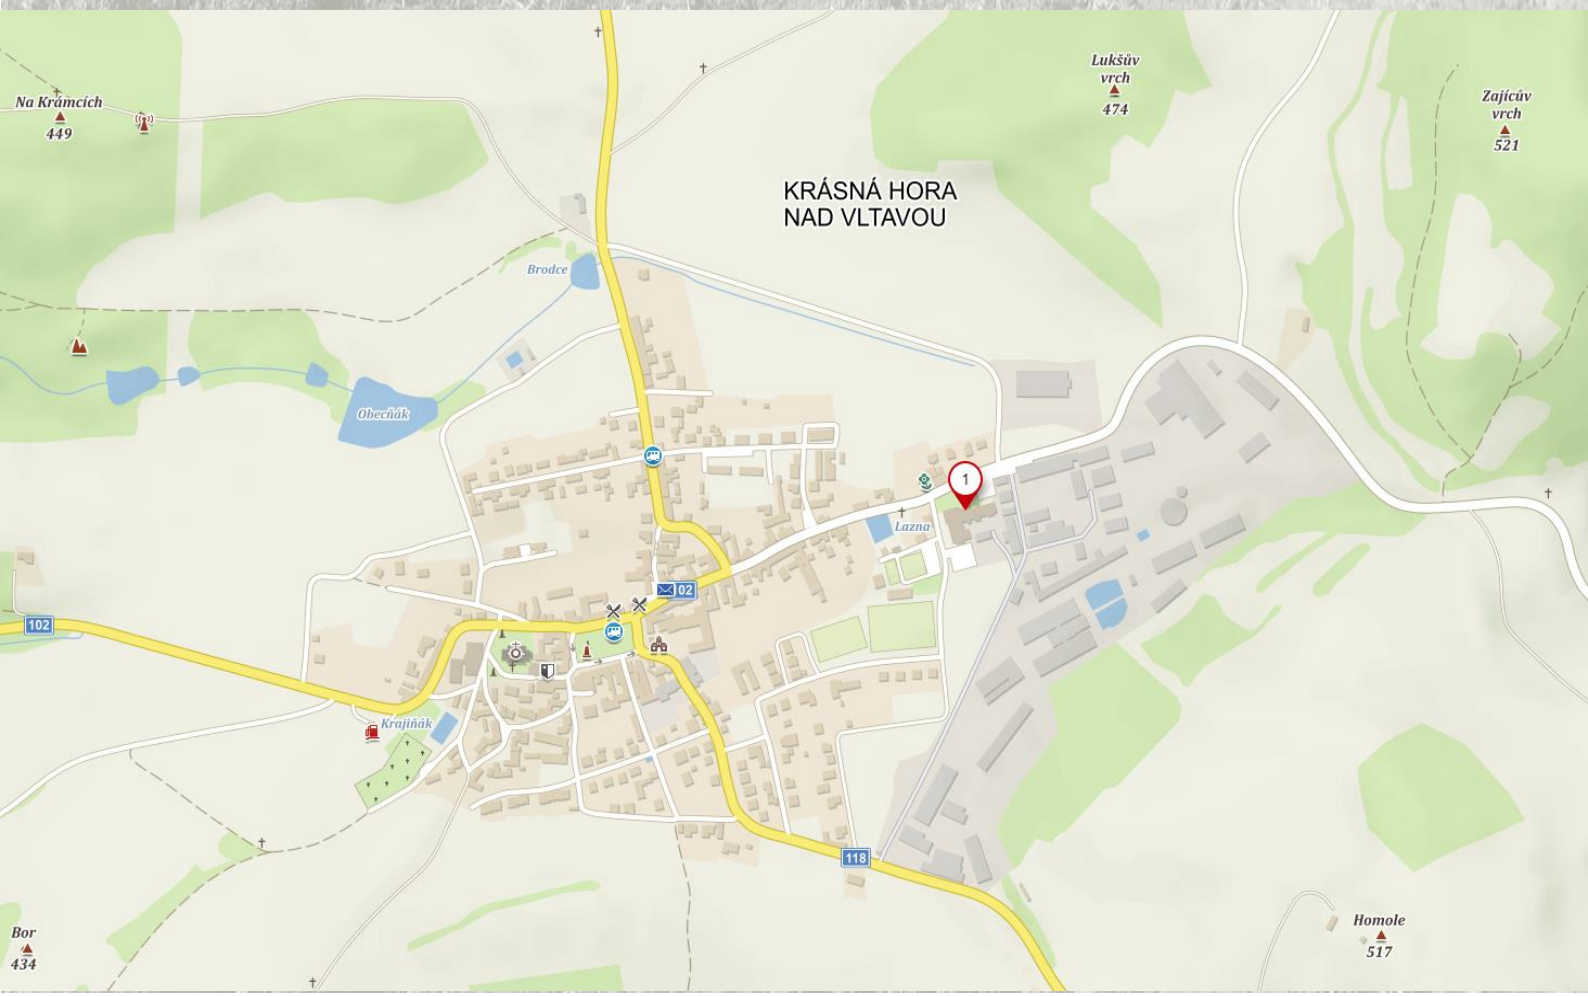 Lukšův
vrch
474
Zajícův
vrch
521
Na Krámcích
449
KRÁSNÁ HORA
NAD VLTAVOU
Brodce
Obecňák
1
Lazna
02
102
Krajiňák
118
Bor
434
Homole
517